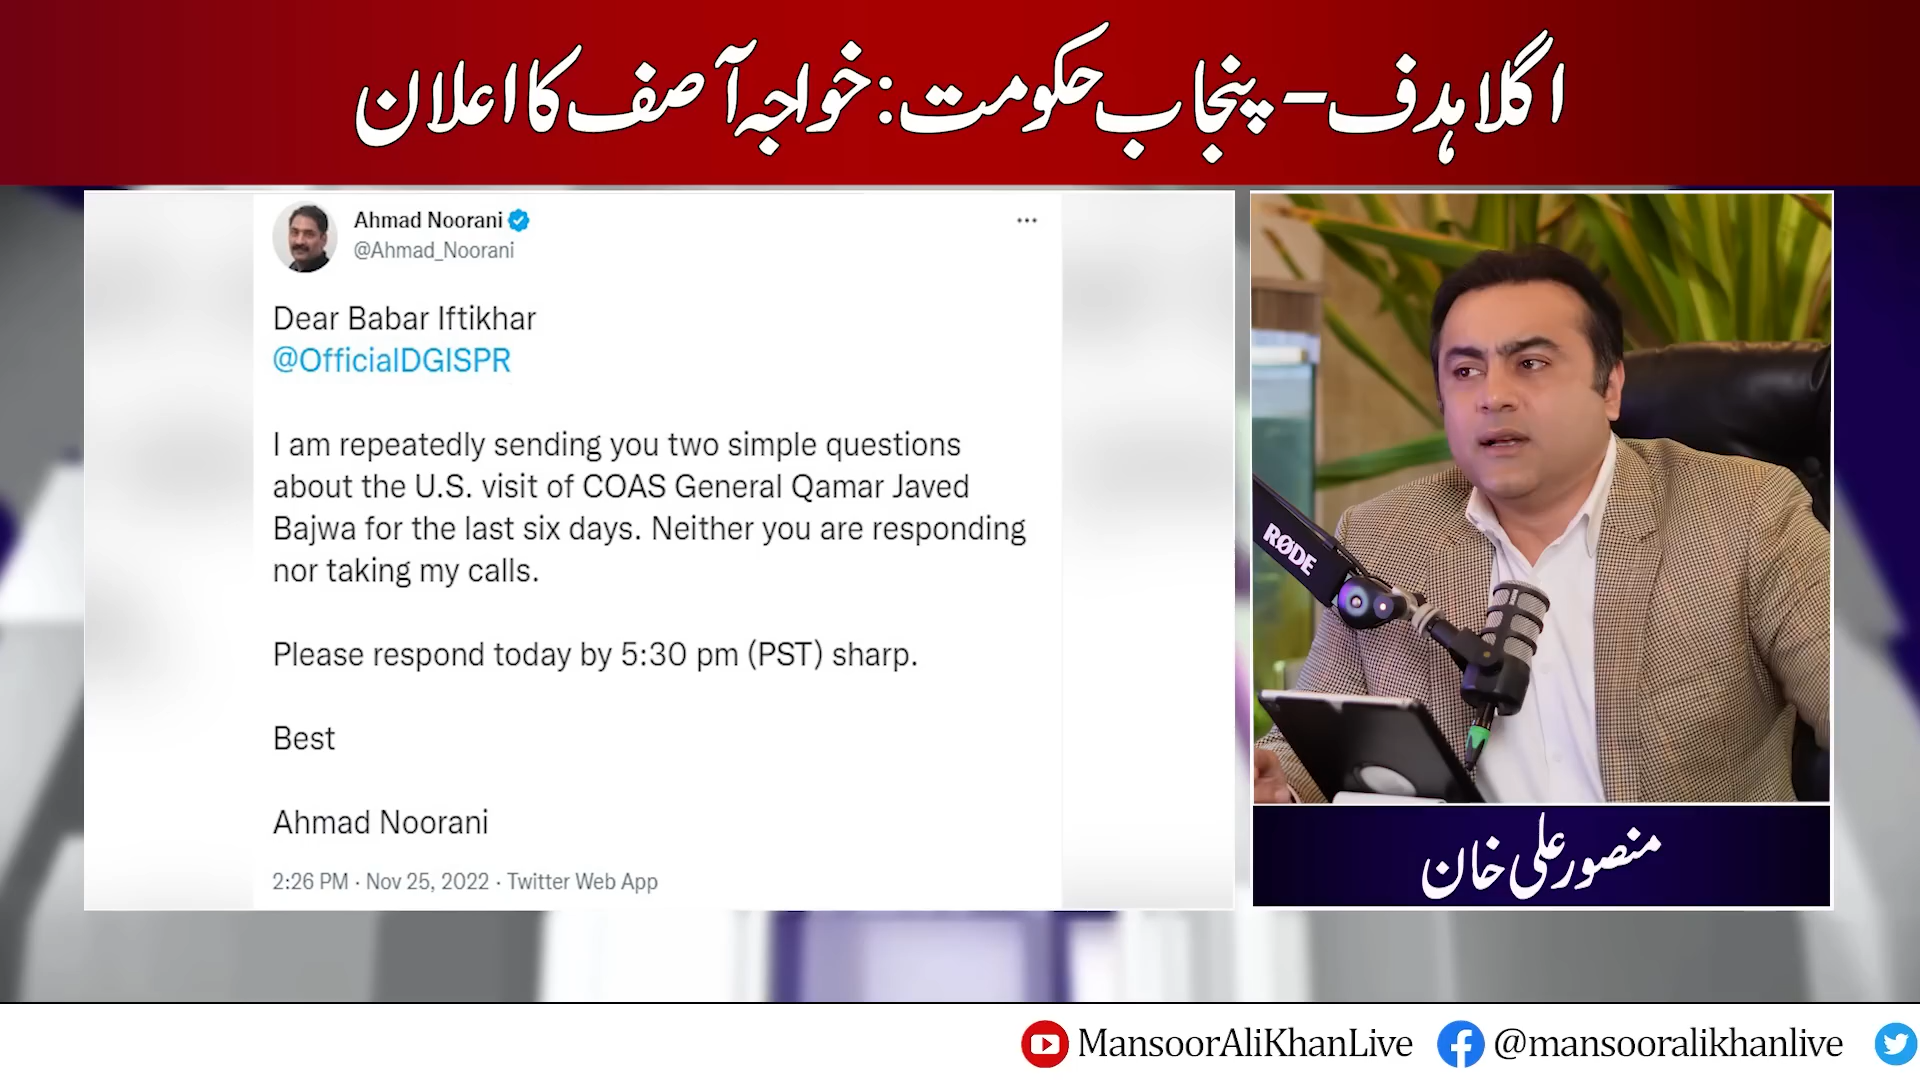 اگلا ہدف - پنجاب حکومت: خواجہ آصف کا اعلان
Ahmad Noorani
@Ahmad_Noorani
Dear Babar Iftikhar
@OfficialDGISPR
I am repeatedly sending you two simple questions
about the U.S. visit of COAS General Qamar Javed
Bajwa for the last six days. Neither you are responding
nor taking my calls.
Please respond today by 5:30 pm (PST) sharp.
Best
Ahmad Noorani
2:26 PM · Nov 25, 2022 · Twitter Web App
RØDE
منصور علی خان
MansoorAliKhanLive @mansooralikhanlive